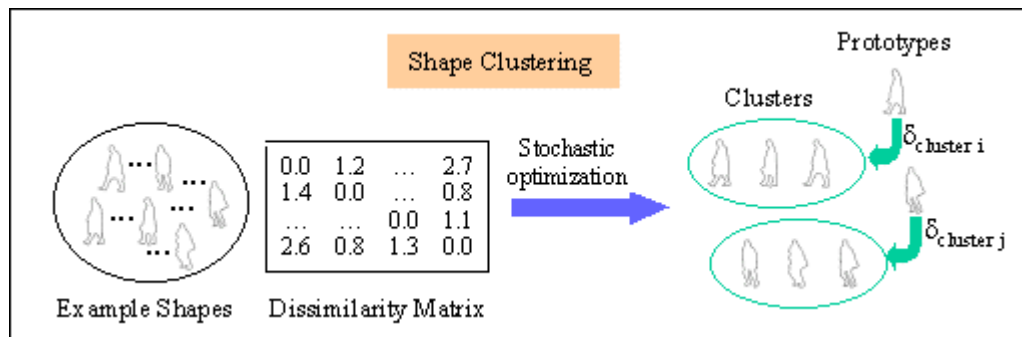 Shape Clustering
Prototypes
Clusters
Stochastic
optimization
0.0 1.2 ... 2.7
1.4 0.0 ... 0.8
... ... 0.0 1.1
2.6 0.8 1.3 0.0
δcluster i
δcluster j
Example Shapes
Dissimilarity Matrix